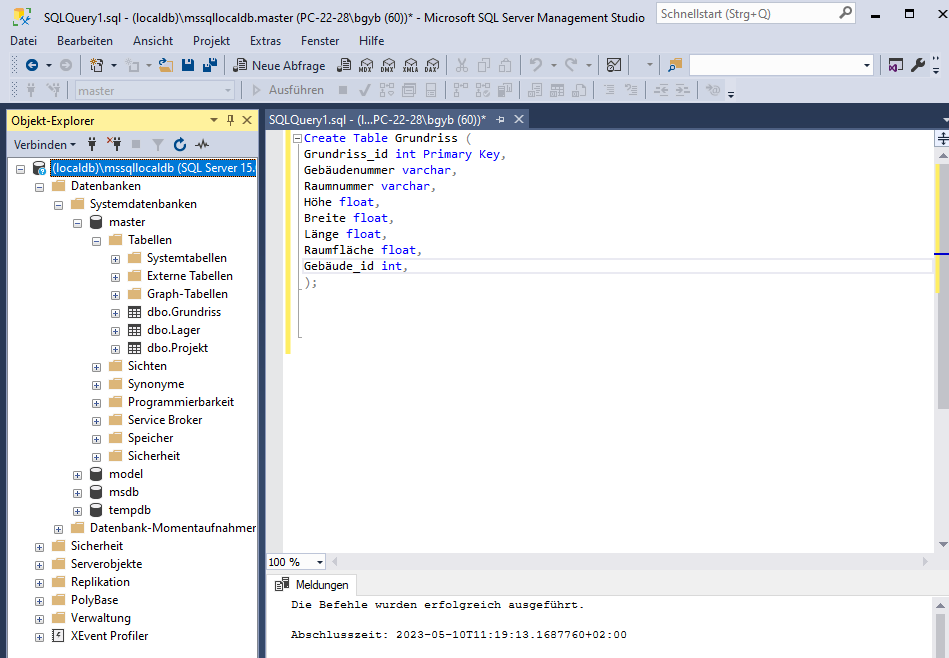 SQLQuery1.sql - (localdb)\mssqllocaldb.master (PC-22-28\bgyb (60))* - Microsoft SQL Server Management Studio
Schnellstart (Strg+Q)
Datei Bearbeiten Ansicht Projekt Extras Fenster Hilfe
Neue Abfrage MDX DMX XMLA DAX
master Ausführen
Objekt-Explorer
SQLQuery1.sql - (l...PC-22-28\bgyb (60))*
Verbinden
(localdb)\mssqllocaldb (SQL Server 15.
Datenbanken
Systemdatenbanken
master
Tabellen
Systemtabellen
Externe Tabellen
Graph-Tabellen
dbo.Grundriss
dbo.Lager
dbo.Projekt
Sichten
Synonyme
Programmierbarkeit
Service Broker
Speicher
Sicherheit
model
msdb
tempdb
Datenbank-Momentaufnahmen
Sicherheit
Serverobjekte
Replikation
PolyBase
Verwaltung
XEvent Profiler
Create Table Grundriss (
Grundriss_id int Primary Key,
Gebäudenummer varchar,
Raumnummer varchar,
Höhe float,
Breite float,
Länge float,
Raumfläche float,
Gebäude_id int,
);
100 %
Meldungen
Die Befehle wurden erfolgreich ausgeführt.
Abschlusszeit: 2023-05-10T11:19:13.1687760+02:00